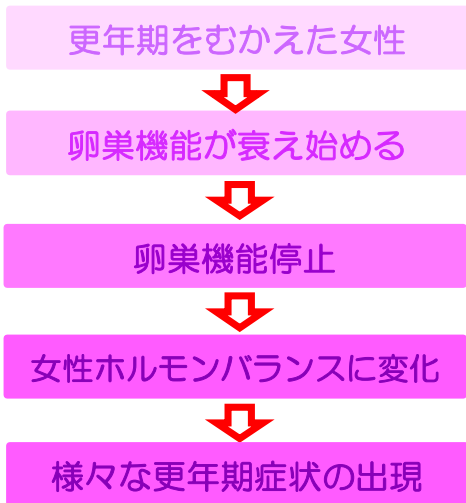 更年期をむかえた女性
卵巣機能が衰え始める
卵巣機能停止
女性ホルモンバランスに変化
様々な更年期症状の出現